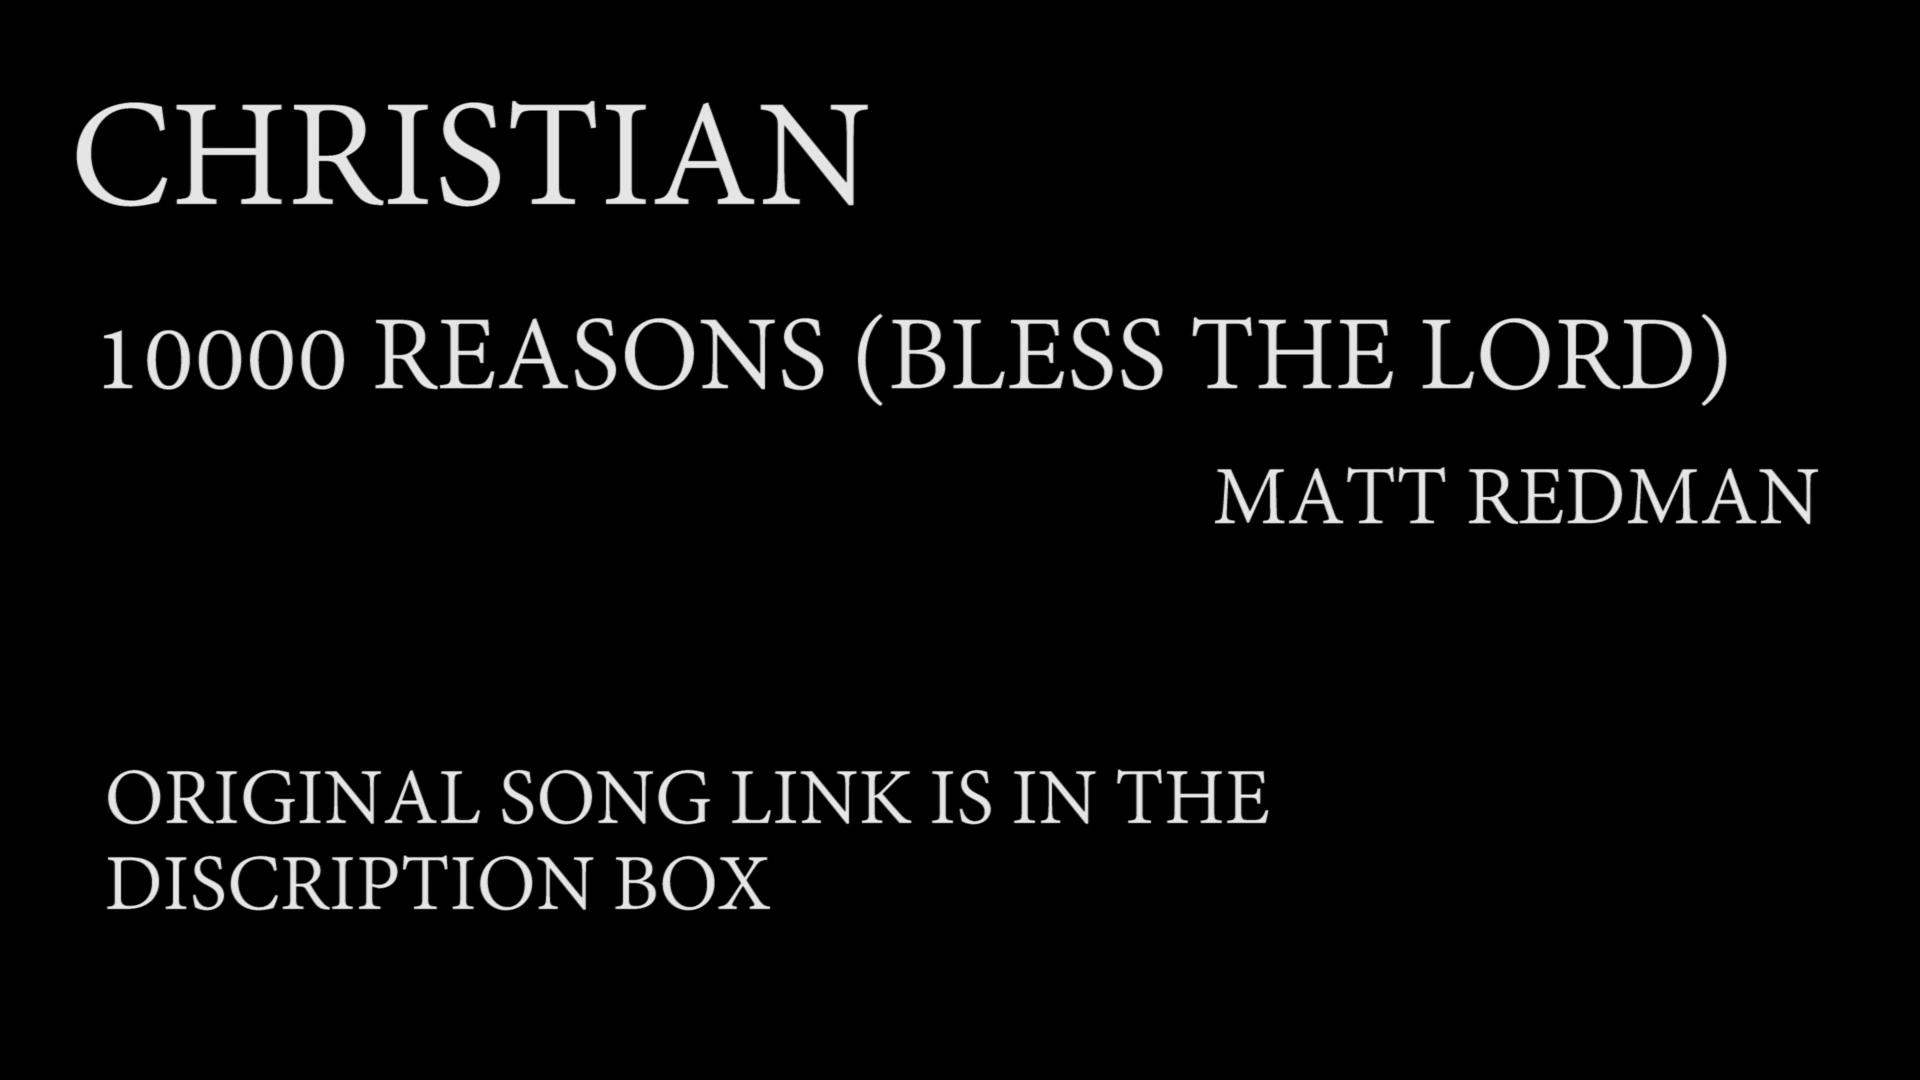 CHRISTIAN
10000 REASONS (BLESS THE LORD)
MATT REDMAN
ORIGINAL SONG LINK IS IN THE
DISCRIPTION BOX